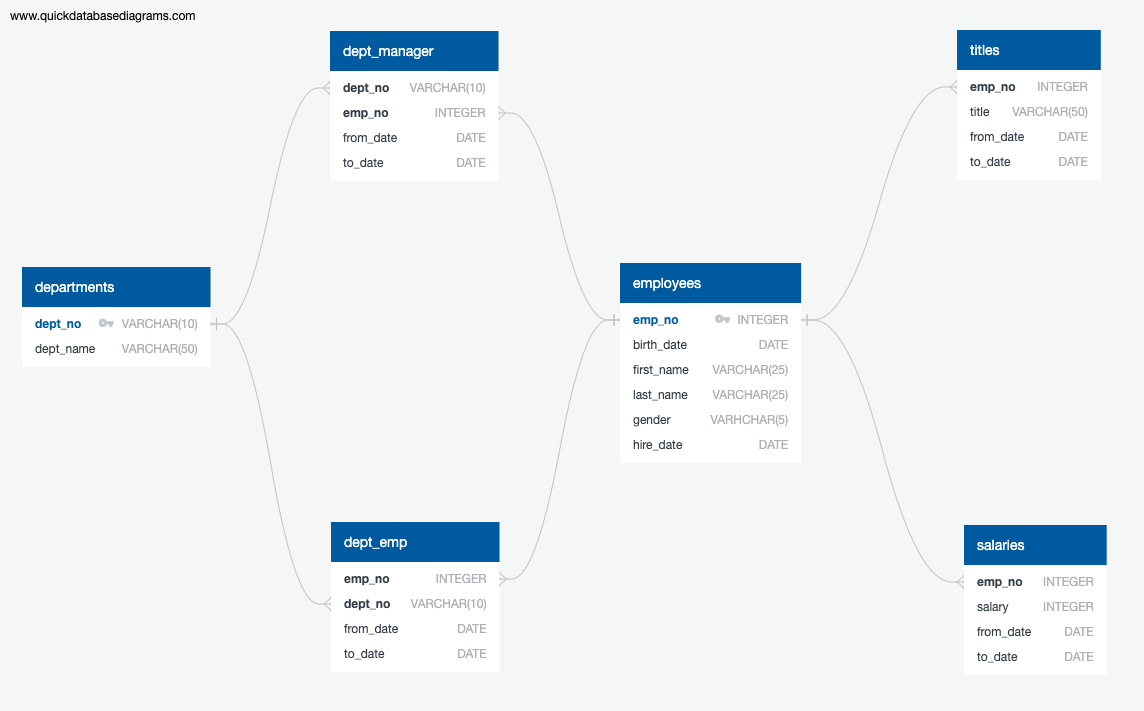 www.quickdatabasediagrams.com
dept_manager
dept_no VARCHAR(10)
emp_no INTEGER
from_date DATE
to_date DATE
titles
emp_no INTEGER
title VARCHAR(50)
from_date DATE
to_date DATE
departments
dept_no VARCHAR(10)
dept_name VARCHAR(50)
employees
emp_no INTEGER
birth_date DATE
first_name VARCHAR(25)
last_name VARCHAR(25)
gender VARHCHAR(5)
hire_date DATE
dept_emp
emp_no INTEGER
dept_no VARCHAR(10)
from_date DATE
to_date DATE
salaries
emp_no INTEGER
salary INTEGER
from_date DATE
to_date DATE